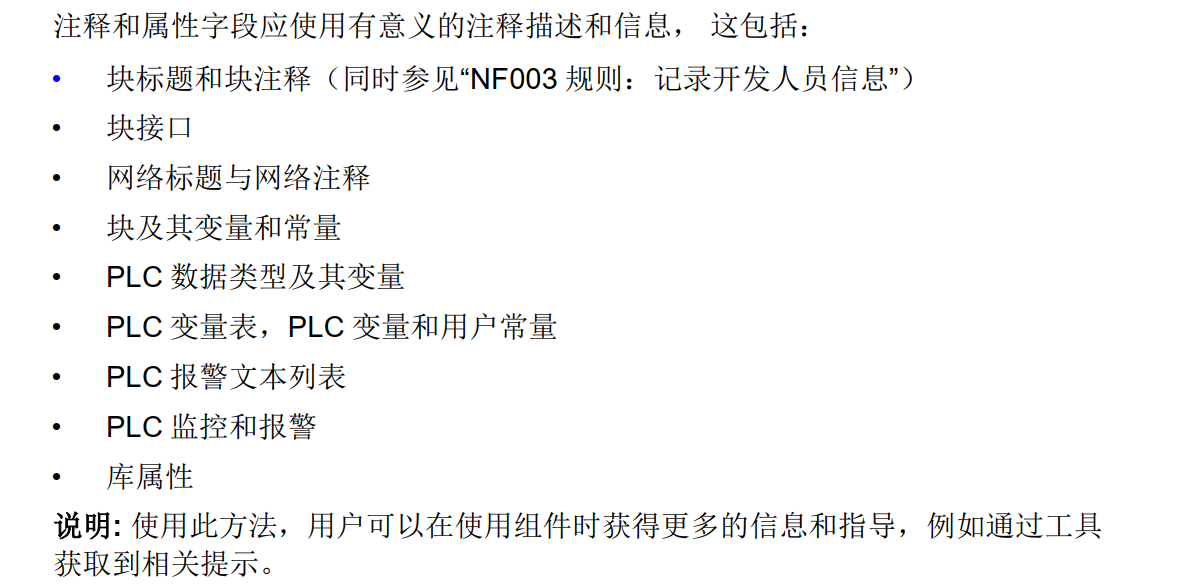 注释和属性字段应使用有意义的注释描述和信息， 这包括：
• 块标题和块注释（同时参见“NF003 规则：记录开发人员信息”）
• 块接口
• 网络标题与网络注释
• 块及其变量和常量
• PLC 数据类型及其变量
• PLC 变量表，PLC 变量和用户常量
• PLC 报警文本列表
• PLC 监控和报警
• 库属性
说明: 使用此方法，用户可以在使用组件时获得更多的信息和指导，例如通过工具
获取到相关提示。